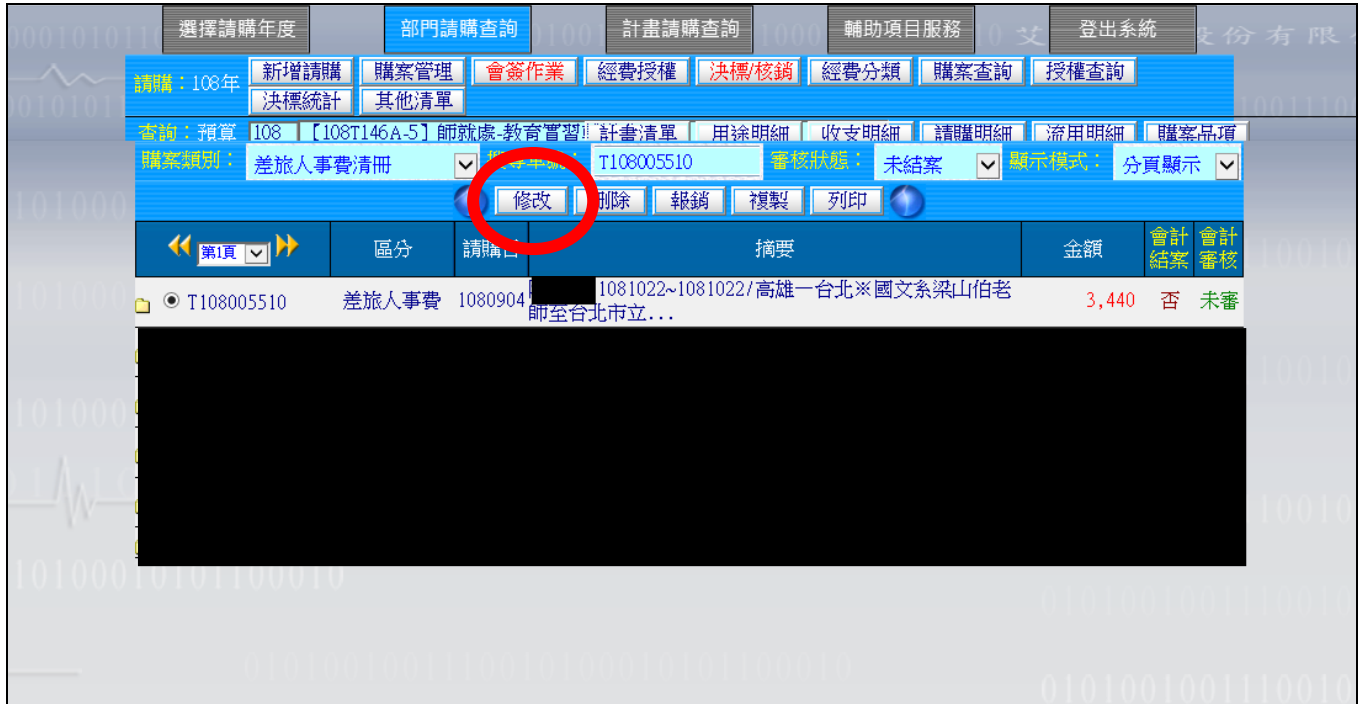 選擇請購年度 部門請購查詢 計畫請購查詢 輔助項目服務 登出系統
請購：108年 新增請購 購案管理 會簽作業 經費授權 決標/核銷 經費分類 購案查詢 授權查詢
決標統計 其他清單
查詢：預算 108 【108T146A-5】師就處-教育實習 計畫清單 用途明細 收支明細 請購明細 流用明細 購案品項
購案類別： 差旅人事費清冊 T108005510 審核狀態： 未結案 顯示模式： 分頁顯示
修改 刪除 報銷 複製 列印
第1頁 區分 請購日 摘要 金額 會計結案 會計審核
T108005510 差旅人事費 1080904 1081022~1081022/高雄－台北※國文系梁山伯老
師至台北市立... 3,440 否 未審